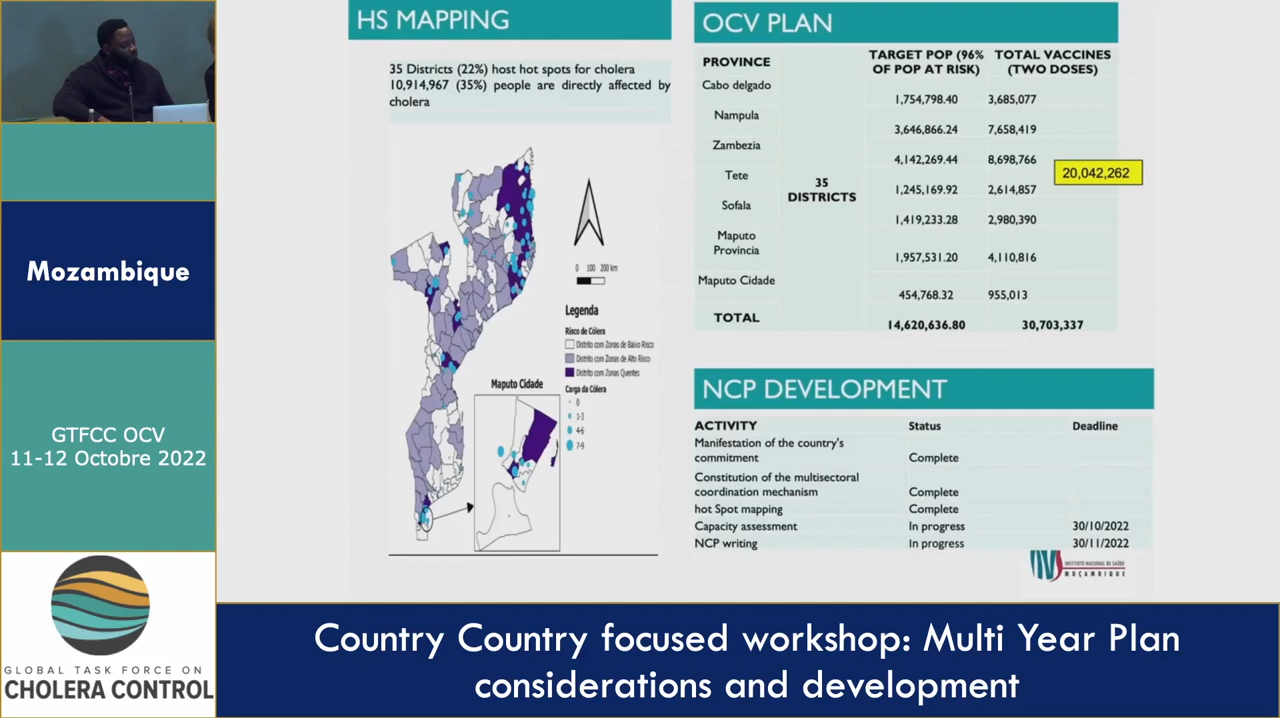 HS MAPPING
35 Districts (22%) host hot spots for cholera
10,914,967 (35%) people are directly affected by
cholera
0 100 200 km
Legenda
Risco de Cólera
Distrito com Zonas de Baixo Risco
Distrito com Zonas de Alto Risco
Distrito com Zonas Quentes
Carga da Cólera
0
1-3
4-6
7-9
Maputo Cidade
OCV PLAN
PROVINCE
TARGET POP (96%
OF POP AT RISK)
TOTAL VACCINES
(TWO DOSES)
Cabo delgado
1,754,798.40 3,685,077
Nampula
3,646,866.24 7,658,419
Zambezia
4,142,269.44 8,698,766
20,042,262
Tete
1,245,169.92 2,614,857
35
DISTRICTS
Sofala
1,419,233.28 2,980,390
Maputo
Provincia
1,957,531.20 4,110,816
Maputo Cidade
454,768.32 955,013
TOTAL
14,620,636.80 30,703,337
NCP DEVELOPMENT
ACTIVITY Status Deadline
Manifestation of the country's
commitment Complete
Constitution of the multisectoral
coordination mechanism Complete
hot Spot mapping Complete
Capacity assessment In progress 30/10/2022
NCP writing In progress 30/11/2022
INSTITUTO NACIONAL DE SAÚDE
MOÇAMBIQUE
Mozambique
GTFCC OCV
11-12 Octobre 2022
GLOBAL TASK FORCE ON
CHOLERA CONTROL
Country Country focused workshop: Multi Year Plan
considerations and development